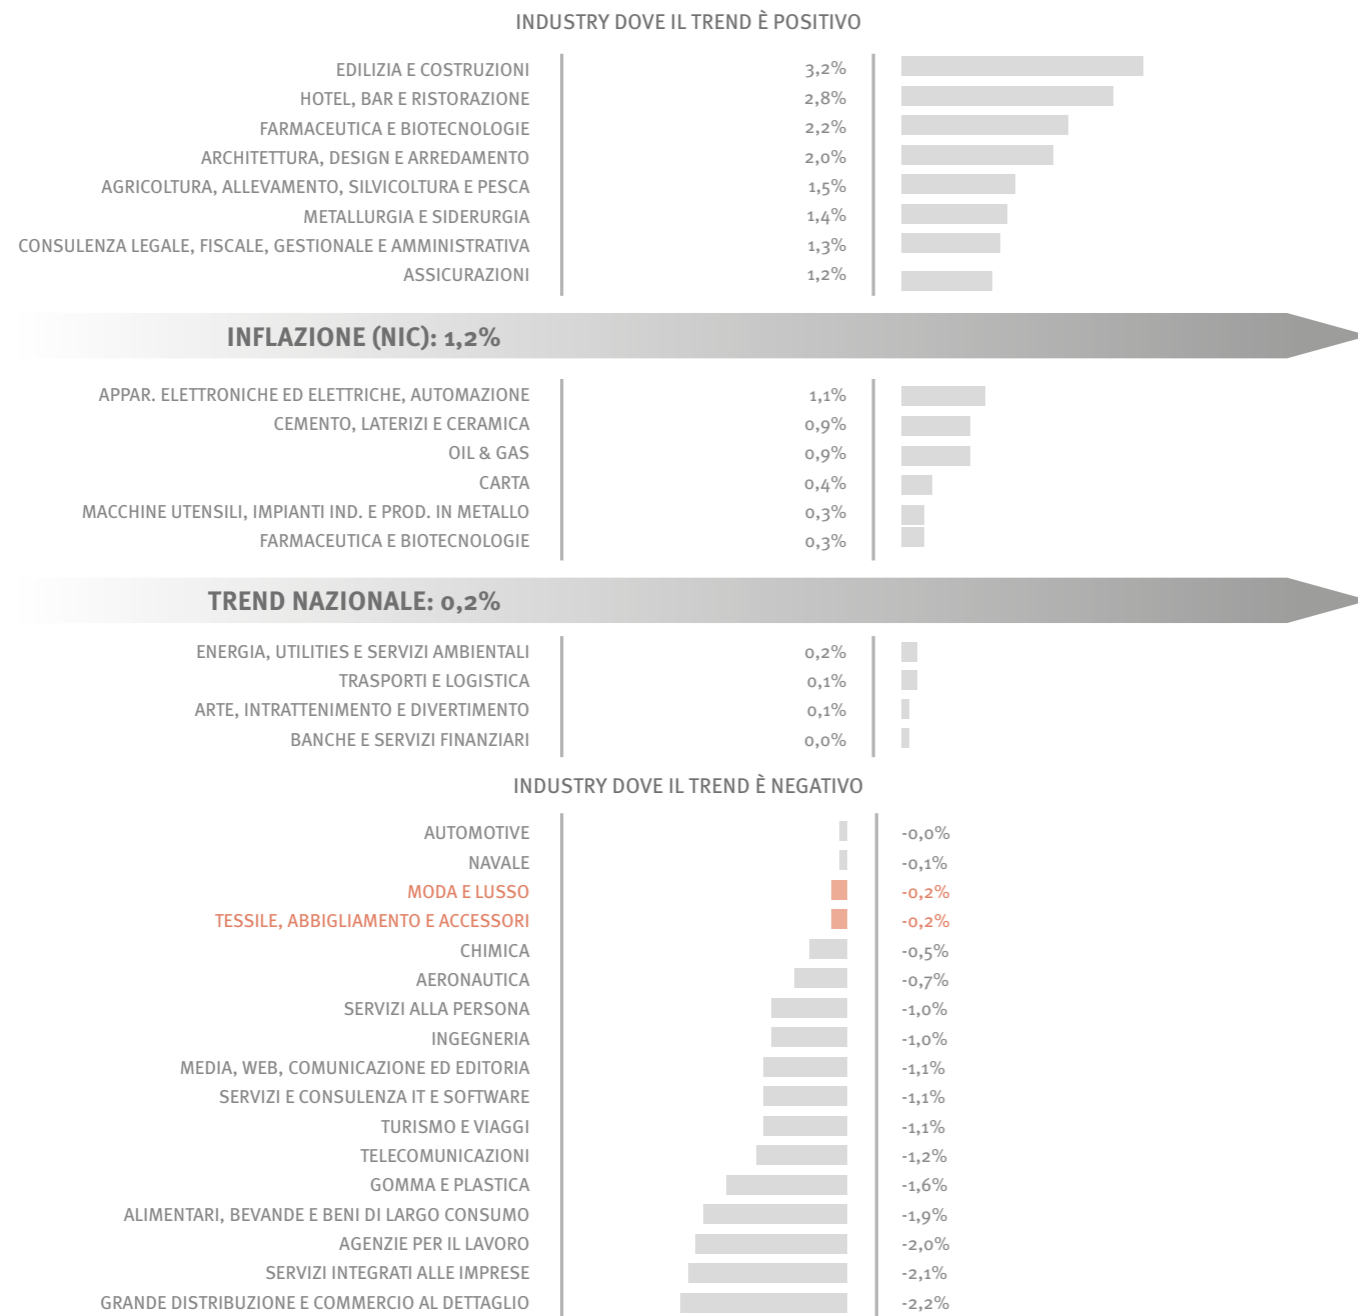 INDUSTRY DOVE IL TREND È POSITIVO
EDILIZIA E COSTRUZIONI 3,2%
HOTEL, BAR E RISTORAZIONE 2,8%
FARMACEUTICA E BIOTECNOLOGIE 2,2%
ARCHITETTURA, DESIGN E ARREDAMENTO 2,0%
AGRICOLTURA, ALLEVAMENTO, SILVICOLTURA E PESCA 1,5%
METALLURGIA E SIDERURGIA 1,4%
CONSULENZA LEGALE, FISCALE, GESTIONALE E AMMINISTRATIVA 1,3%
ASSICURAZIONI 1,2%
INFLAZIONE (NIC): 1,2%
APPAR. ELETTRONICHE ED ELETTRICHE, AUTOMAZIONE 1,1%
CEMENTO, LATERIZI E CERAMICA 0,9%
OIL & GAS 0,9%
CARTA 0,4%
MACCHINE UTENSILI, IMPIANTI IND. E PROD. IN METALLO 0,3%
FARMACEUTICA E BIOTECNOLOGIE 0,3%
TREND NAZIONALE: 0,2%
ENERGIA, UTILITIES E SERVIZI AMBIENTALI 0,2%
TRASPORTI E LOGISTICA 0,1%
ARTE, INTRATTENIMENTO E DIVERTIMENTO 0,1%
BANCHE E SERVIZI FINANZIARI 0,0%
INDUSTRY DOVE IL TREND È NEGATIVO
AUTOMOTIVE -0,0%
NAVALE -0,1%
MODA E LUSSO -0,2%
TESSILE, ABBIGLIAMENTO E ACCESSORI -0,2%
CHIMICA -0,5%
AERONAUTICA -0,7%
SERVIZI ALLA PERSONA -1,0%
INGEGNERIA -1,0%
MEDIA, WEB, COMUNICAZIONE ED EDITORIA -1,1%
SERVIZI E CONSULENZA IT E SOFTWARE -1,1%
TURISMO E VIAGGI -1,1%
TELECOMUNICAZIONI -1,2%
GOMMA E PLASTICA -1,6%
ALIMENTARI, BEVANDE E BENI DI LARGO CONSUMO -1,9%
AGENZIE PER IL LAVORO -2,0%
SERVIZI INTEGRATI ALLE IMPRESE -2,1%
GRANDE DISTRIBUZIONE E COMMERCIO AL DETTAGLIO -2,2%